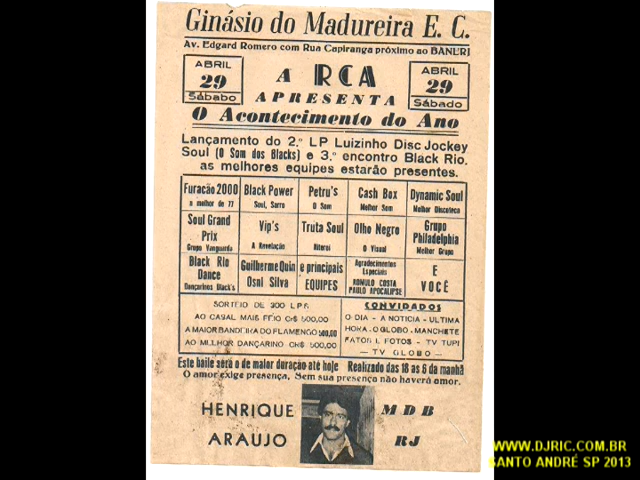 Ginásio do Madureira E. C.
Av. Edgard Romero com Rua Capiranga próximo ao BANERJ
ABRIL
29
Sábabo
A RCA
APRESENTA
ABRIL
29
Sádado
O Acontecimento do Ano
Lançamento do 2.º LP Luizinho Disc Jockey
Soul (O Som dos Blacks) e 3.º encontro Black Rio.
as melhores equipes estarão presentes.
Furacão 2000
a melhor de 77
Black Power
Soul, Sarro
Petru's
O Som
Cash Box
Melhor Som
Dynamic Soul
Melhor Discoteca
Soul Grand
Prix
Grupo Vanguarda
Vip's
A Revelação
Truta Soul
Niteroi
Olho Negro
O Visual
Grupo
Philadelphia
Melhor Grupo
Black Rio
Dance
Dançarinos Black's
Guilherme Quin
Osni Silva
e principais
EQUIPES
Agradecimentos
Especiais
ROMULO COSTA
PAULO APOCALIPSE
E
VOCÊ
SORTEIO DE 300 L.P.S
AO CASAL MAIS FEIO CR$ 500,00
A MAIOR BANDEIRA DO FLAMENGO 500,00
AO MELHOR DANÇARINO CR$ 500,00
CONVIDADOS
O DIA - A NOTICIA - ULTIMA
HORA - O GLOBO - MANCHETE
FATOS E FOTOS - TV TUPI
— TV GLOBO —
Este baile será o de maior duração até hoje Realizado das 18 as 6 da manhã
O amor exige presença, Sem sua presença não haverá amor.
HENRIQUE
ARAUJO
MDB
RJ
WWW.DJRIC.COM.BR
SANTO ANDRÉ SP 2013